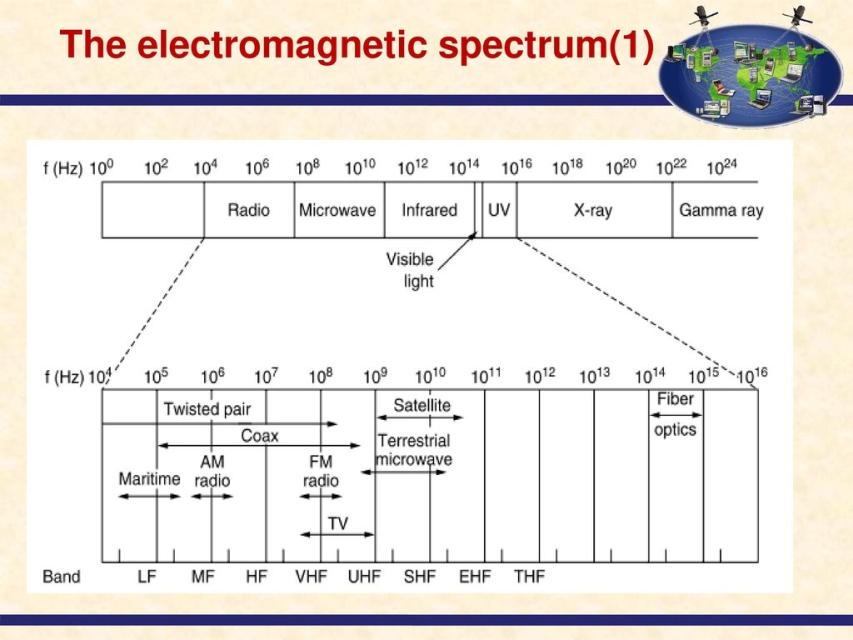 The electromagnetic spectrum(1)
f (Hz) 10⁰ 10² 10⁴ 10⁶ 10⁸ 10¹⁰ 10¹² 10¹⁴ 10¹⁶ 10¹⁸ 10²⁰ 10²² 10²⁴
Radio Microwave Infrared UV X-ray Gamma ray
Visible
light
f (Hz) 10⁴ 10⁵ 10⁶ 10⁷ 10⁸ 10⁹ 10¹⁰ 10¹¹ 10¹² 10¹³ 10¹⁴ 10¹⁵ 10¹⁶
Twisted pair
Coax
Satellite
Fiber
optics
Terrestrial
microwave
Maritime
AM
radio
FM
radio
TV
Band LF MF HF VHF UHF SHF EHF THF